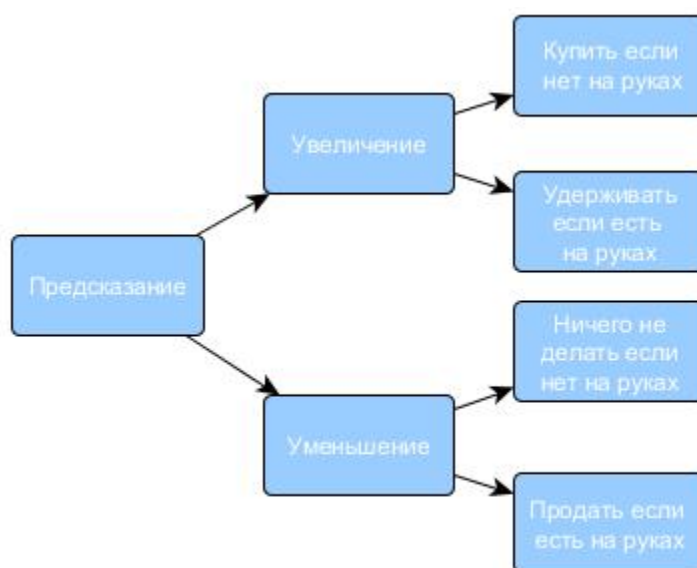 Купить если
нет на руках
Увеличение
Удерживать
если есть
на руках
Предсказание
Ничего не
делать если
нет на руках
Уменьшение
Продать если
есть на руках